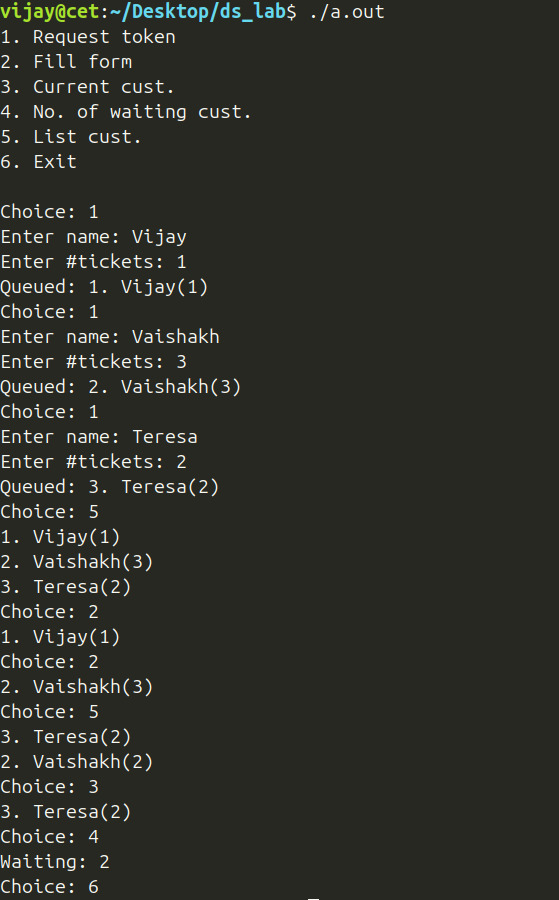 vijay@cet:~/Desktop/ds_lab$ ./a.out
1. Request token
2. Fill form
3. Current cust.
4. No. of waiting cust.
5. List cust.
6. Exit
Choice: 1
Enter name: Vijay
Enter #tickets: 1
Queued: 1. Vijay(1)
Choice: 1
Enter name: Vaishakh
Enter #tickets: 3
Queued: 2. Vaishakh(3)
Choice: 1
Enter name: Teresa
Enter #tickets: 2
Queued: 3. Teresa(2)
Choice: 5
1. Vijay(1)
2. Vaishakh(3)
3. Teresa(2)
Choice: 2
1. Vijay(1)
Choice: 2
2. Vaishakh(3)
Choice: 5
3. Teresa(2)
2. Vaishakh(2)
Choice: 3
3. Teresa(2)
Choice: 4
Waiting: 2
Choice: 6